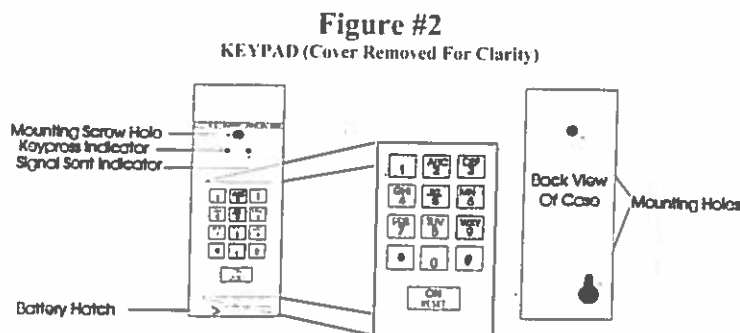 Figure #2
KEYPAD (Cover Removed For Clarity)
Mounting Screw Hole
Keypress Indicator
Signal Sent Indicator
Battery Hatch
1 ABC 2 DEF 3
GHI 4 JKL 5 MN 6
7 TUV 8 WXY 9
* 0 #
ON
RESET
Back View
Of Case
Mounting Holes